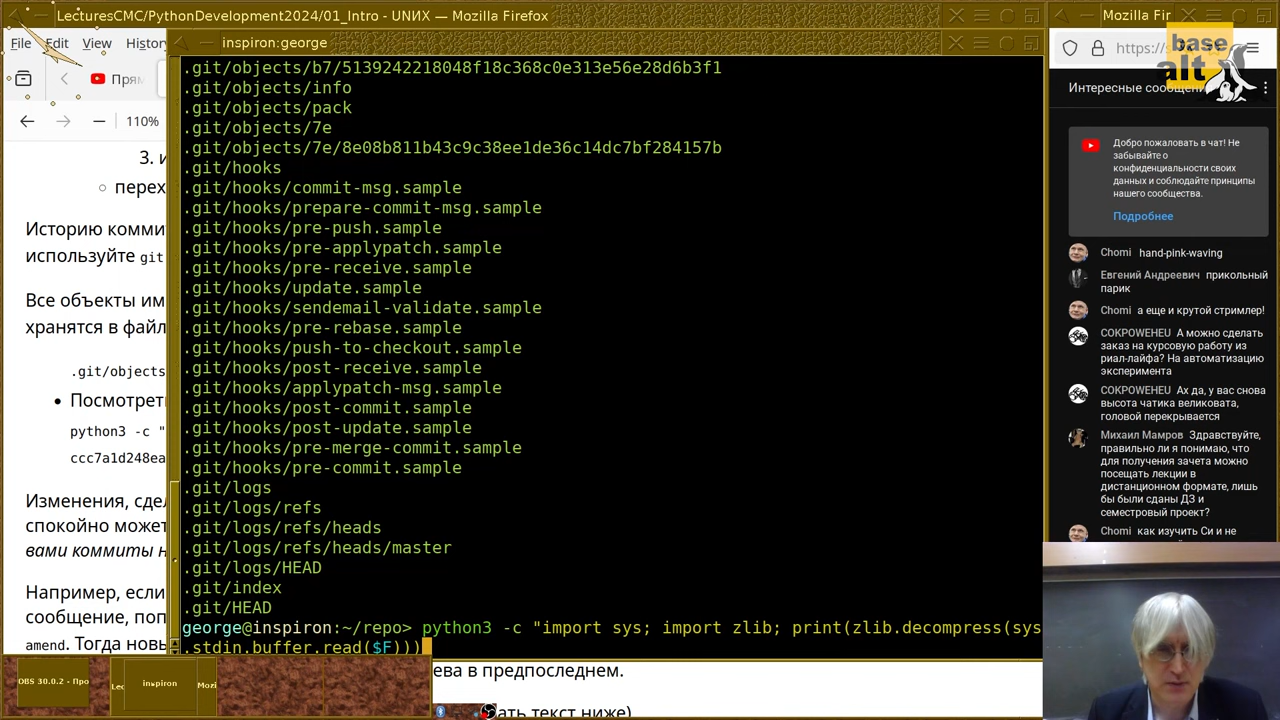 LecturesCMC/PythonDevelopment2024/01_Intro - UNИX — Mozilla Firefox
Mozilla Fir
File Edit View History
inspiron:george
https://s
base
alt
Прям
110%
Интересные сообщени
3. и
перех
Историю комми
используйте git
Все объекты им
хранятся в файл
.git/objects
Посмотрет
python3 -c "
ccc7a1d248ea
Изменения, сдел
спокойно может
вами коммиты н
Например, если
сообщение, поп
amend. Тогда новь
.git/objects/b7/5139242218048f18c368c0e313e56e28d6b3f1
.git/objects/info
.git/objects/pack
.git/objects/7e
.git/objects/7e/8e08b811b43c9c38ee1de36c14dc7bf284157b
.git/hooks
.git/hooks/commit-msg.sample
.git/hooks/prepare-commit-msg.sample
.git/hooks/pre-push.sample
.git/hooks/pre-applypatch.sample
.git/hooks/pre-receive.sample
.git/hooks/update.sample
.git/hooks/sendemail-validate.sample
.git/hooks/pre-rebase.sample
.git/hooks/push-to-checkout.sample
.git/hooks/post-receive.sample
.git/hooks/applypatch-msg.sample
.git/hooks/post-commit.sample
.git/hooks/post-update.sample
.git/hooks/pre-merge-commit.sample
.git/hooks/pre-commit.sample
.git/logs
.git/logs/refs
.git/logs/refs/heads
.git/logs/refs/heads/master
.git/logs/HEAD
.git/index
.git/HEAD
george@inspiron:~/repo> python3 -c "import sys; import zlib; print(zlib.decompress(sys
.stdin.buffer.read($F)))
Добро пожаловать в чат! Не
забывайте о
конфиденциальности своих
данных и соблюдайте принципы
нашего сообщества.
Подробнее
Chomi hand-pink-waving
Евгений Андреевич прикольный
парик
Chomi а еще и крутой стример!
COKPOWEHEU А можно сделать
заказ на курсовую работу из
риал-лайфа? На автоматизацию
эксперимента
COKPOWEHEU Ах да, у вас снова
высота чатика великовата,
головой перекрывается
Михаил Мамров Здравствуйте,
правильно ли я понимаю, что
для получения зачета можно
посещать лекции в
дистанционном формате, лишь
бы были сданы ДЗ и
семестровый проект?
Chomi как изучить Си и не
ева в предпоследнем.
ать текст ниже)
OBS 30.0.2 - Про
Lec
inspiron
Mozi